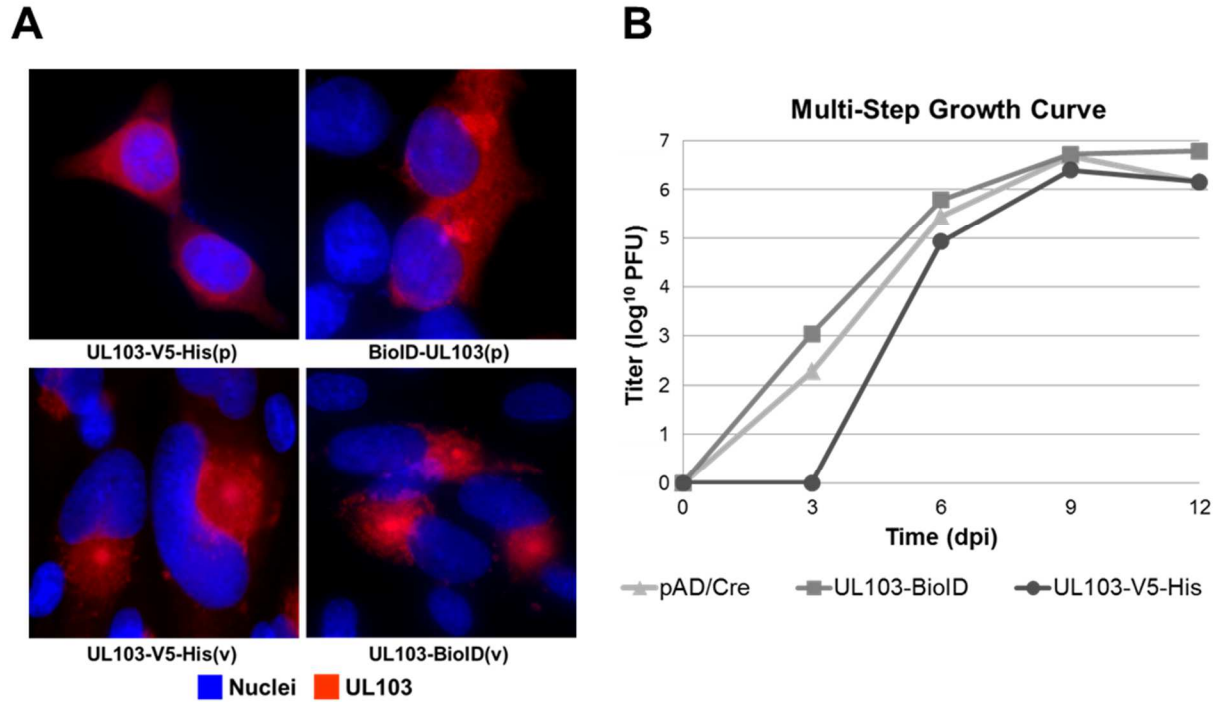 A
B
UL103-V5-His(p)
BioID-UL103(p)
UL103-V5-His(v)
UL103-BioID(v)
Nuclei
UL103
Multi-Step Growth Curve
Titer (log¹⁰ PFU)
7
6
5
4
3
2
1
0
0 3 6 9 12
Time (dpi)
pAD/Cre UL103-BioID UL103-V5-His